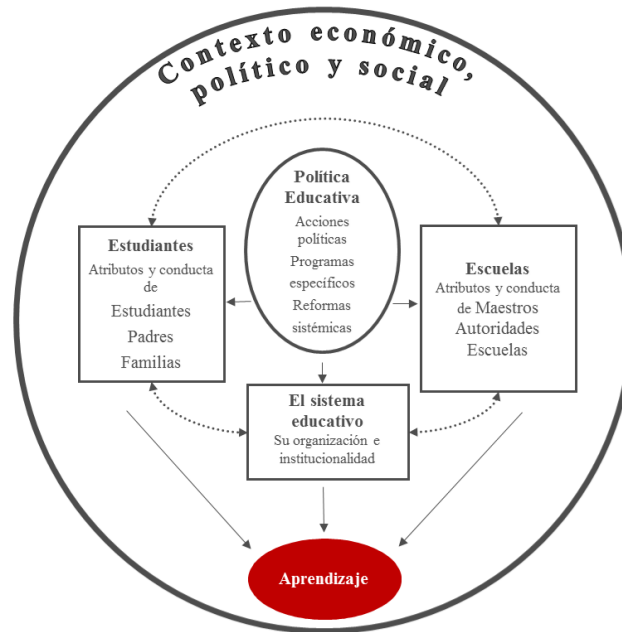 Contexto económico,
político y social
Política
Educativa
Acciones
políticas
Programas
específicos
Reformas
sistémicas
Estudiantes
Atributos y conducta
de
Estudiantes
Padres
Familias
Escuelas
Atributos y conducta
de Maestros
Autoridades
Escuelas
El sistema
educativo
Su organización e
institucionalidad
Aprendizaje